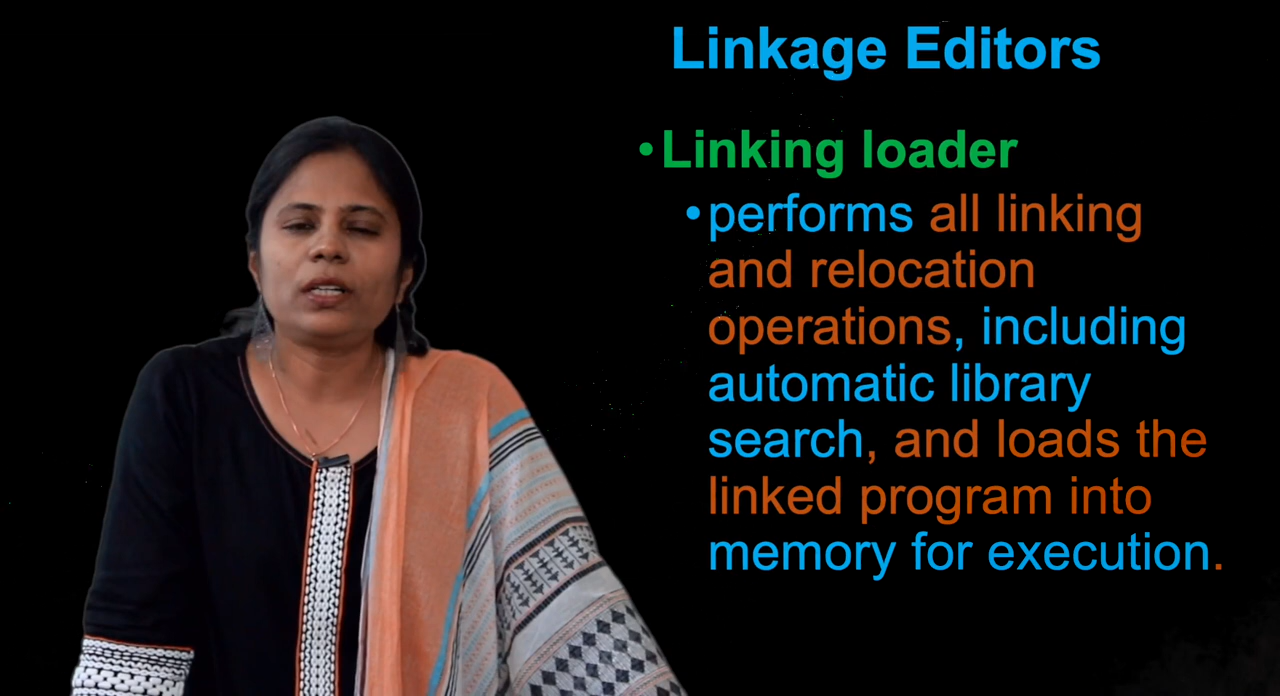 Linkage Editors
•Linking loader
•performs all linking
and relocation
operations, including
automatic library
search, and loads the
linked program into
memory for execution.